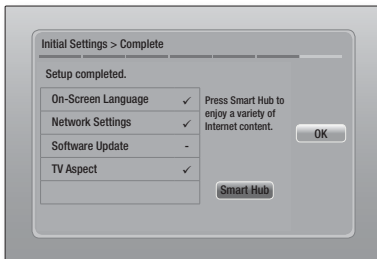 Initial Settings > Complete
Setup completed.
On-Screen Language ✓
Network Settings ✓
Software Update -
TV Aspect ✓
Press Smart Hub to
enjoy a variety of
Internet content.
Smart Hub
OK